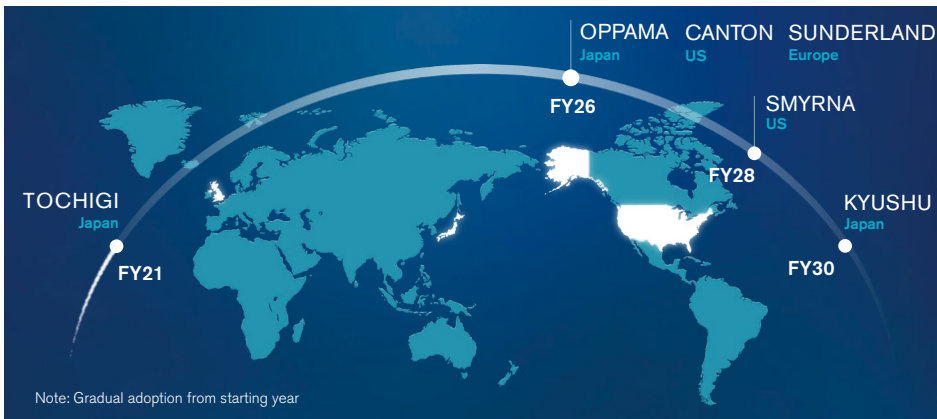 OPPAMA CANTON SUNDERLAND
Japan US Europe
FY26
SMYRNA
US
FY28
TOCHIGI
Japan
FY21
KYUSHU
Japan
FY30
Note: Gradual adoption from starting year